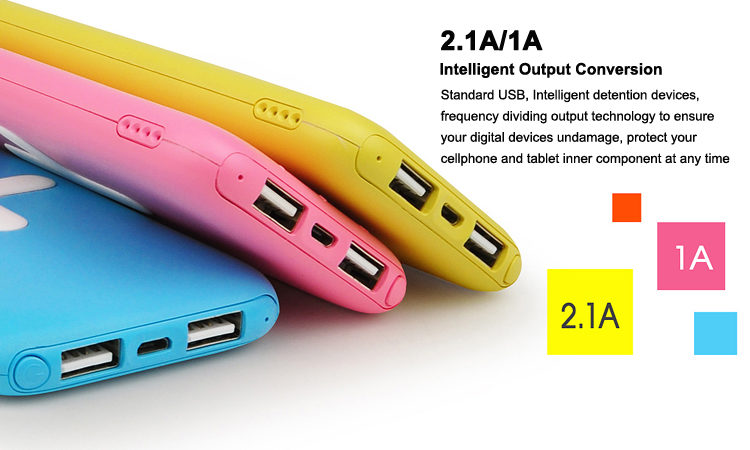 2.1A/1A
Intelligent Output Conversion
Standard USB, Intelligent detention devices,
frequency dividing output technology to ensure
your digital devices undamage, protect your
cellphone and tablet inner component at any time
1A
2.1A